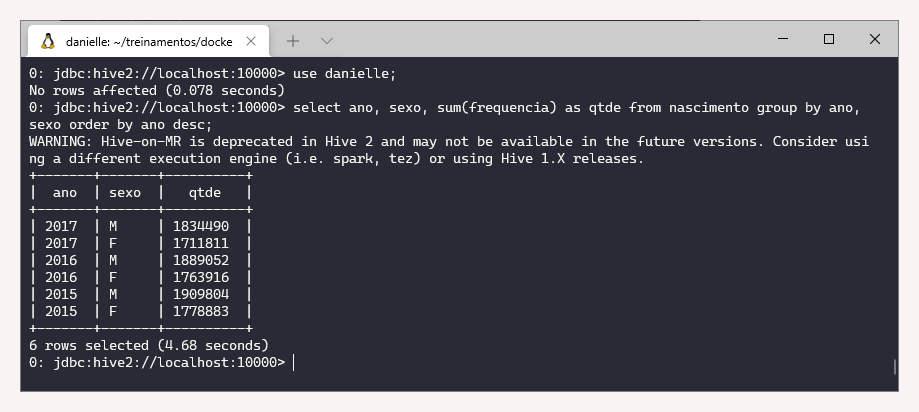 danielle: ~/treinamentos/docke
0: jdbc:hive2://localhost:10000> use danielle;
No rows affected (0.078 seconds)
0: jdbc:hive2://localhost:10000> select ano, sexo, sum(frequencia) as qtde from nascimento group by ano,
sexo order by ano desc;
WARNING: Hive-on-MR is deprecated in Hive 2 and may not be available in the future versions. Consider usi
ng a different execution engine (i.e. spark, tez) or using Hive 1.X releases.
+-------+-------+----------+
|  ano  | sexo  |   qtde   |
+-------+-------+----------+
| 2017  | M     | 1834490  |
| 2017  | F     | 1711811  |
| 2016  | M     | 1889052  |
| 2016  | F     | 1763916  |
| 2015  | M     | 1909804  |
| 2015  | F     | 1778883  |
+-------+-------+----------+
6 rows selected (4.68 seconds)
0: jdbc:hive2://localhost:10000>